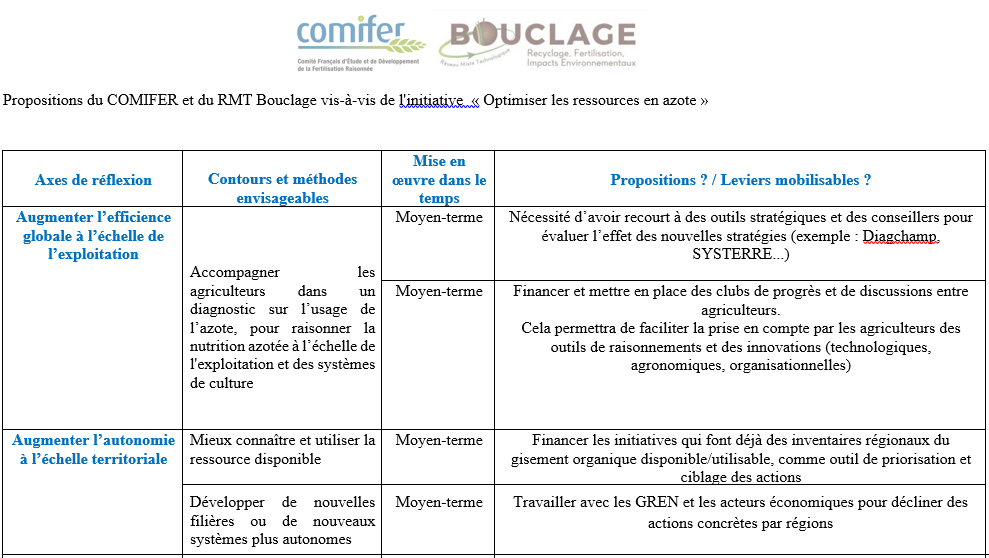 comifer
Comité Français d'Étude et de Développement
de la Fertilisation Raisonnée
BOUCLAGE
Recyclage, Fertilisation,
Impacts Environnementaux
Réseau Mixte Technologique
Propositions du COMIFER et du RMT Bouclage vis-à-vis de l'initiative « Optimiser les ressources en azote »
Axes de réflexion
Contours et méthodes
envisageables
Mise en
œuvre dans le
temps
Propositions ? / Leviers mobilisables ?
Augmenter l’efficience
globale à l’échelle de
l’exploitation
Accompagner les
agriculteurs dans un
diagnostic sur l’usage de
l’azote, pour raisonner la
nutrition azotée à l’échelle de
l'exploitation et des systèmes
de culture
Moyen-terme
Nécessité d’avoir recourt à des outils stratégiques et des conseillers pour
évaluer l’effet des nouvelles stratégies (exemple : Diagchamp,
SYSTERRE...)
Moyen-terme
Financer et mettre en place des clubs de progrès et de discussions entre
agriculteurs.
Cela permettra de faciliter la prise en compte par les agriculteurs des
outils de raisonnements et des innovations (technologiques,
agronomiques, organisationnelles)
Augmenter l’autonomie
à l’échelle territoriale
Mieux connaître et utiliser la
ressource disponible
Moyen-terme
Financer les initiatives qui font déjà des inventaires régionaux du
gisement organique disponible/utilisable, comme outil de priorisation et
ciblage des actions
Développer de nouvelles
filières ou de nouveaux
systèmes plus autonomes
Moyen-terme
Travailler avec les GREN et les acteurs économiques pour décliner des
actions concrètes par régions